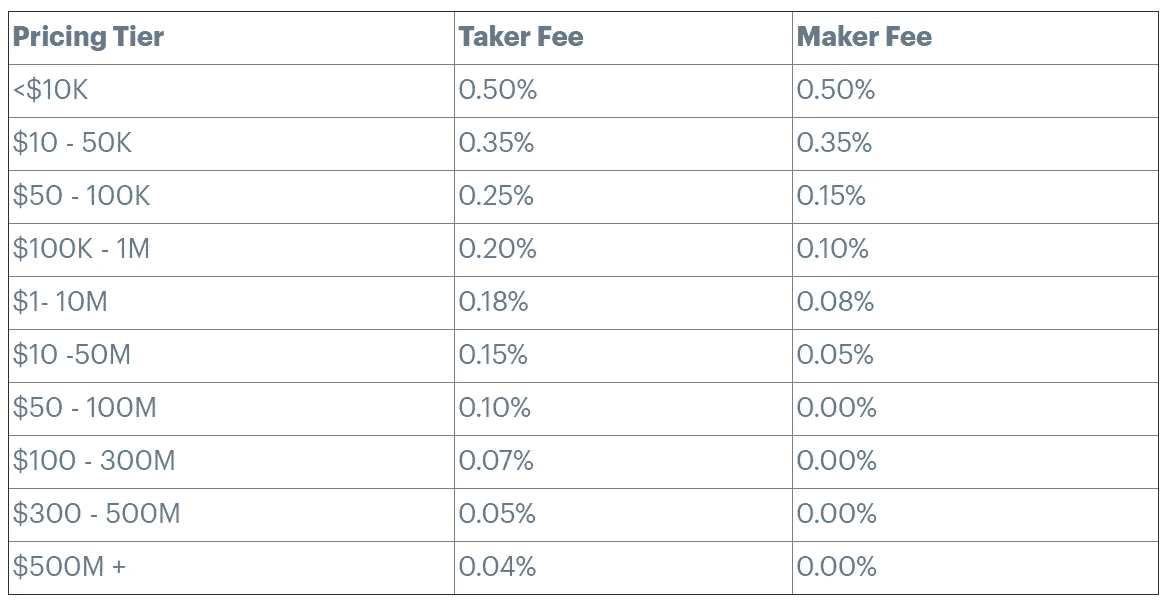 Pricing Tier Taker Fee Maker Fee
<$10K 0.50% 0.50%
$10 - 50K 0.35% 0.35%
$50 - 100K 0.25% 0.15%
$100K - 1M 0.20% 0.10%
$1- 10M 0.18% 0.08%
$10 -50M 0.15% 0.05%
$50 - 100M 0.10% 0.00%
$100 - 300M 0.07% 0.00%
$300 - 500M 0.05% 0.00%
$500M + 0.04% 0.00%